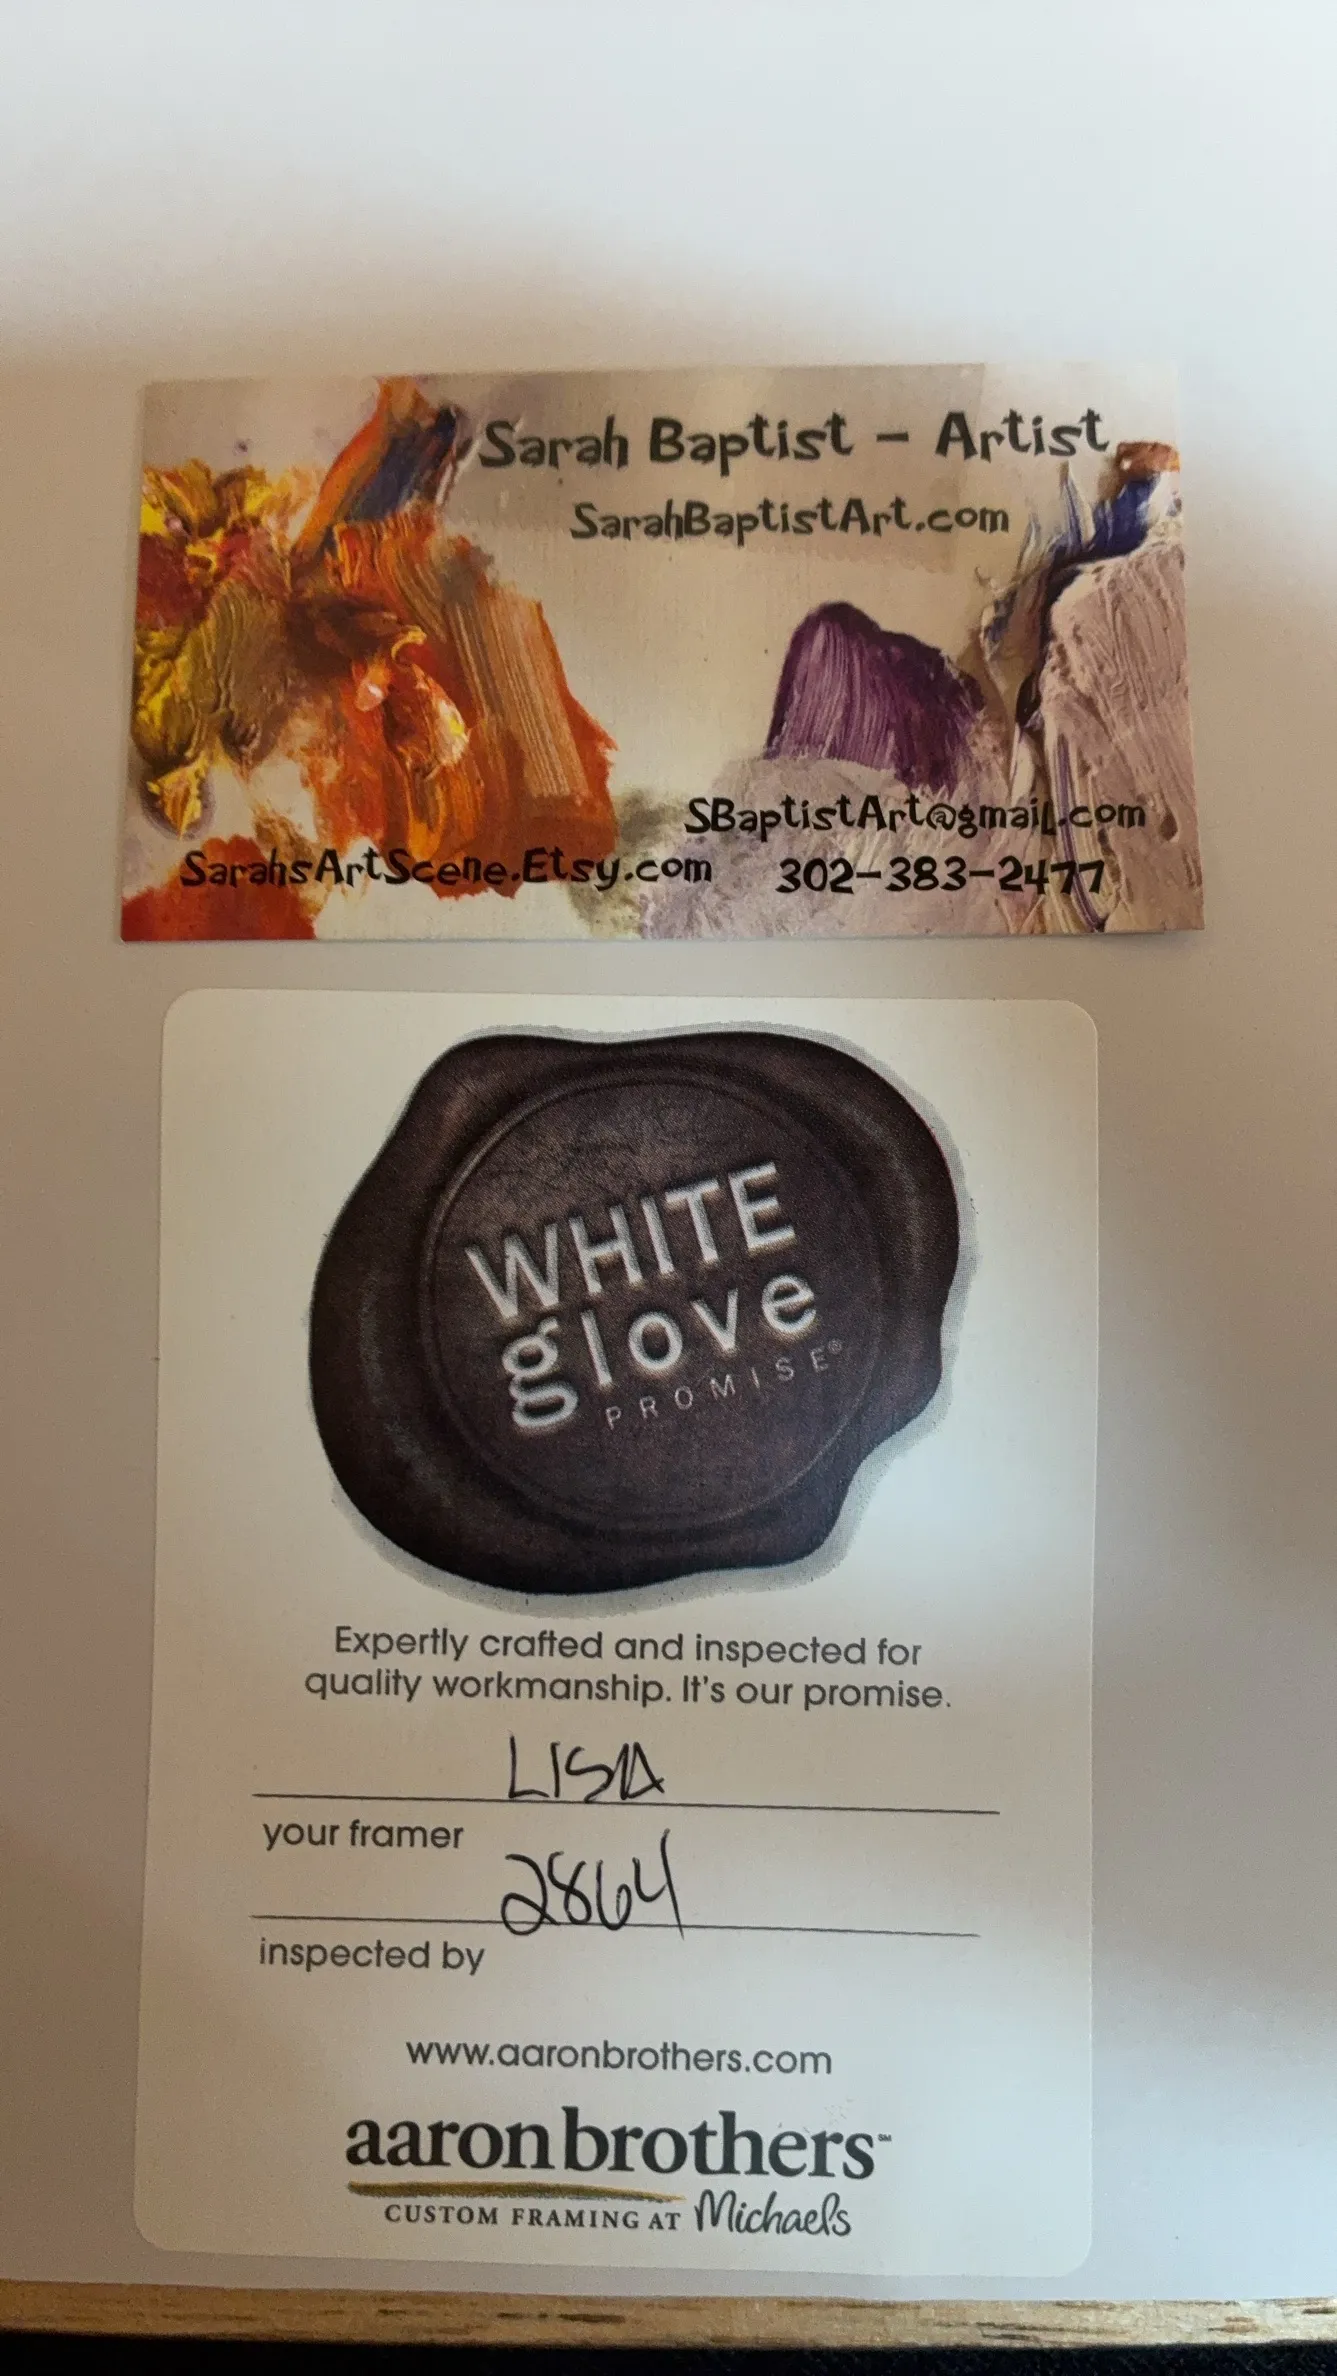 Sarah Baptist – Artist
SarahBaptistArt.com
SBaptistArt@gmail.com
SarahsArtScene.Etsy.com 302-383-2477
WHITE
glove
PROMISE®
Expertly crafted and inspected for
quality workmanship. It's our promise.
LISA
your framer
2864
inspected by
www.aaronbrothers.com
aaronbrothers℠
CUSTOM FRAMING AT Michaels